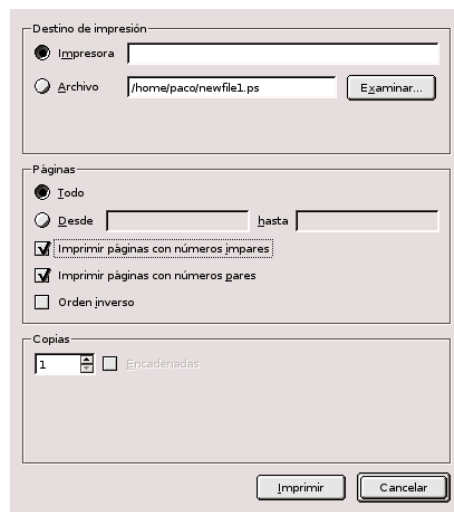 Destino de impresión
Impresora
Archivo /home/paco/newfile1.ps Examinar...
Páginas
Todo
Desde hasta
Imprimir páginas con números impares
Imprimir páginas con números pares
Orden inverso
Copias
1 Encadenadas
Imprimir Cancelar